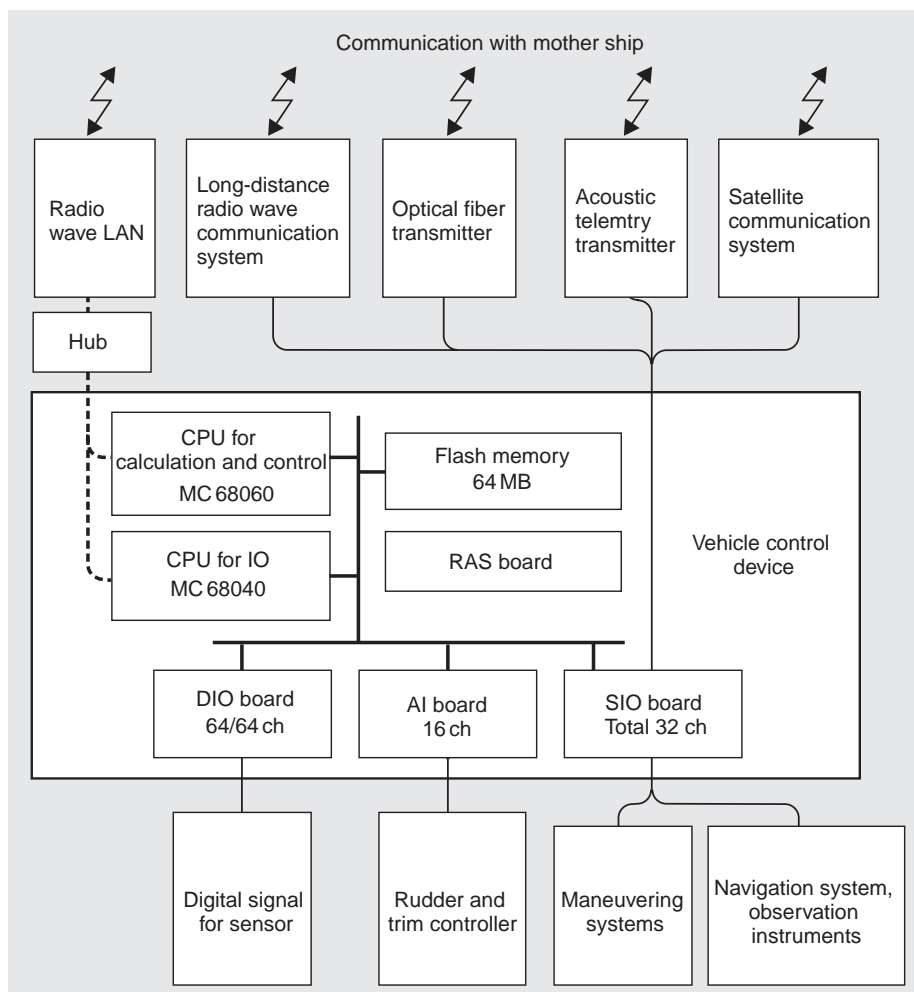 Communication with mother ship
Radio
wave LAN
Long-distance
radio wave
communication
system
Optical fiber
transmitter
Acoustic
telemtry
transmitter
Satellite
communication
system
Hub
CPU for
calculation and control
MC 68060
Flash memory
64 MB
CPU for IO
MC 68040
RAS board
Vehicle control
device
DIO board
64/64 ch
AI board
16 ch
SIO board
Total 32 ch
Digital signal
for sensor
Rudder and
trim controller
Maneuvering
systems
Navigation system,
observation
instruments